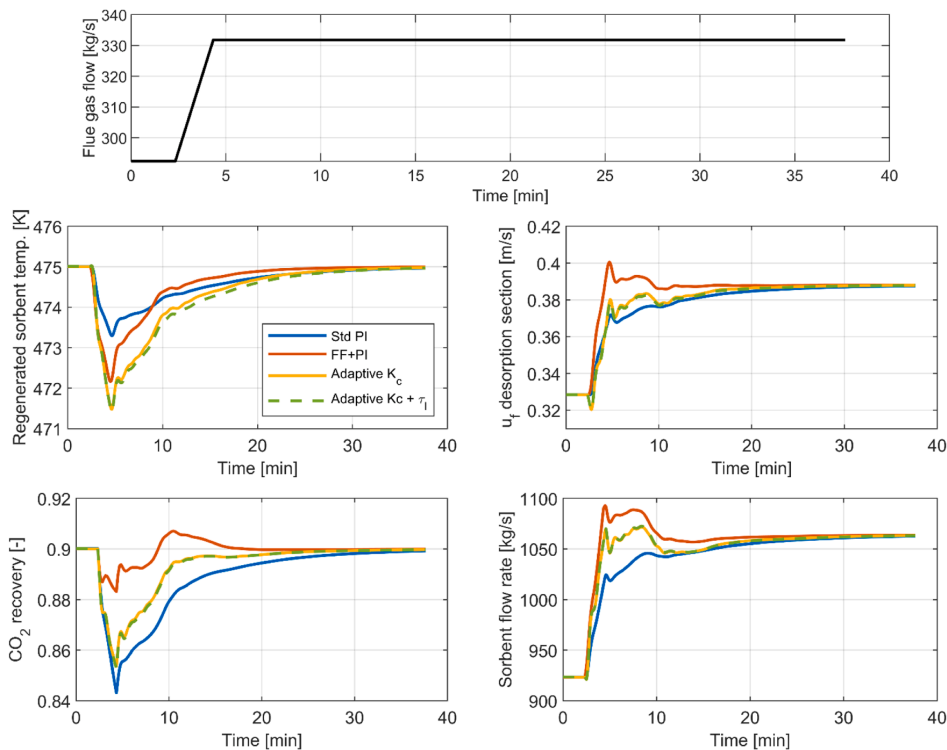 Flue gas flow [kg/s]
340
330
320
310
300
0 5 10 15 20 25 30 35 40
Time [min]
Regenerated sorbent temp. [K]
476
475
474
473
472
471
Std PI
FF+PI
Adaptive K_c
Adaptive Kc + τ_I
0 10 20 30 40
Time [min]
u_f desorption section [m/s]
0.42
0.4
0.38
0.36
0.34
0.32
0 10 20 30 40
Time [min]
CO_2 recovery [-]
0.92
0.9
0.88
0.86
0.84
0 10 20 30 40
Time [min]
Sorbent flow rate [kg/s]
1100
1050
1000
950
900
0 10 20 30 40
Time [min]